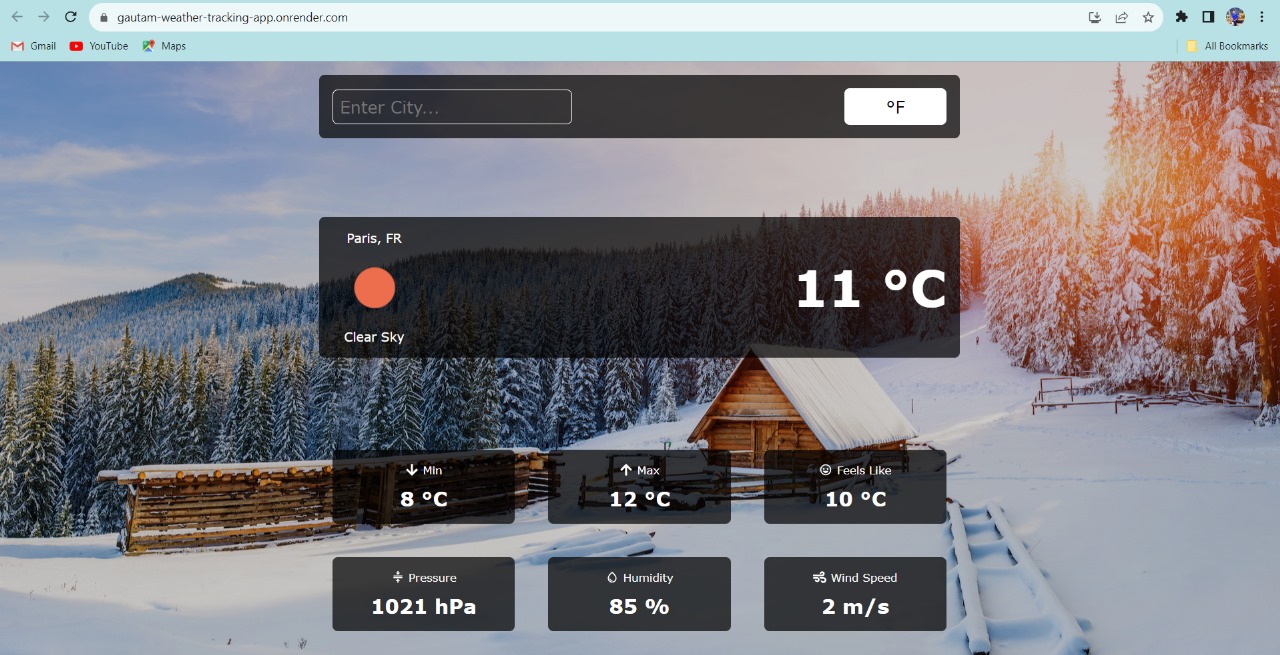 gautam-weather-tracking-app.onrender.com
Gmail YouTube Maps All Bookmarks
Enter City... °F
Paris, FR
11 °C
Clear Sky
Min Max Feels Like
8 °C 12 °C 10 °C
Pressure Humidity Wind Speed
1021 hPa 85 % 2 m/s